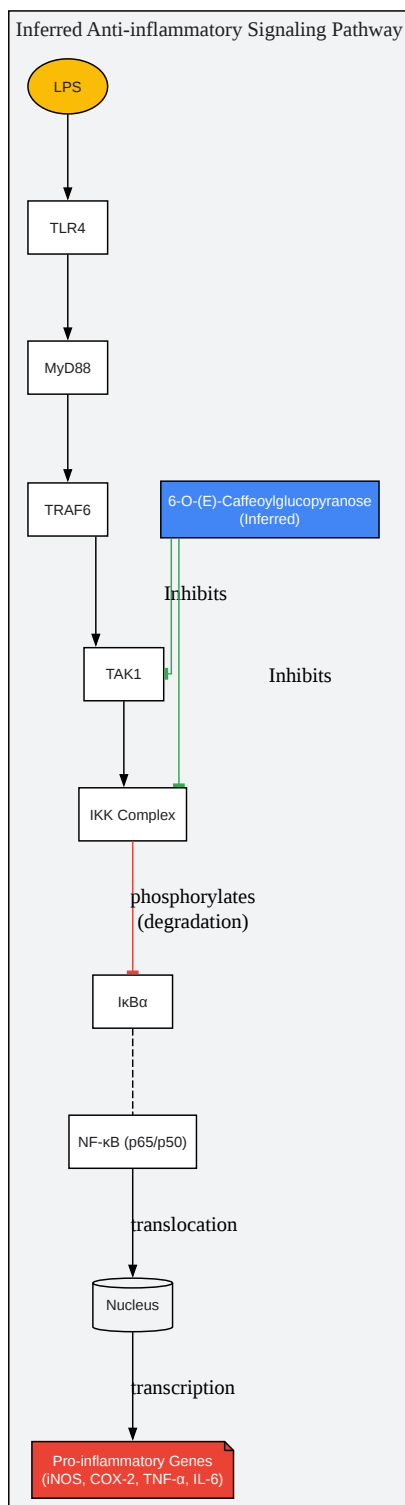 Inferred Anti-inflammatory Signaling Pathway
LPS
TLR4
MyD88
TRAF6
6-O-(E)-Caffeoylglucopyranose
(Inferred)
Inhibits
TAK1
Inhibits
IKK Complex
phosphorylates
(degradation)
IκBα
NF-κB (p65/p50)
translocation
Nucleus
transcription
Pro-inflammatory Genes
(iNOS, COX-2, TNF-α, IL-6)